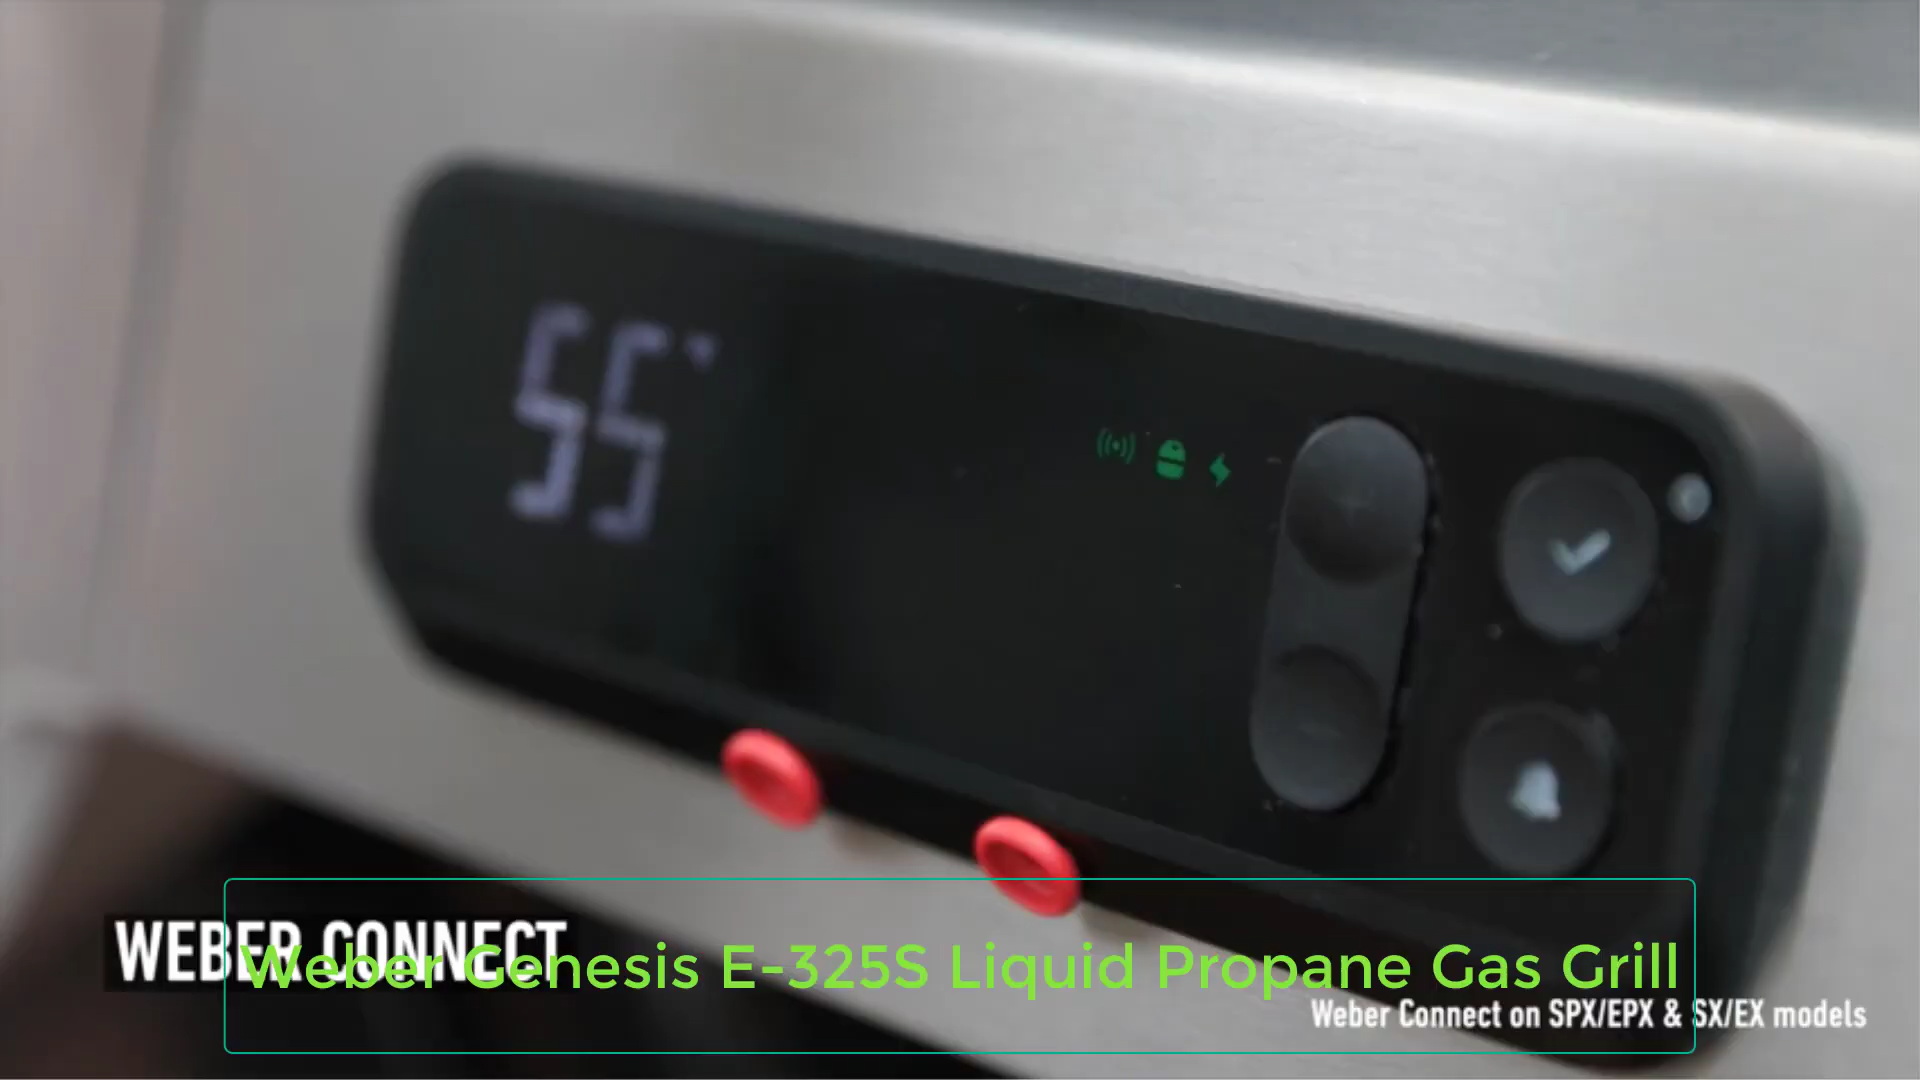 55°
WEBER CONNECT
Weber Genesis E-325S Liquid Propane Gas Grill
Weber Connect on SPX/EPX & SX/EX models